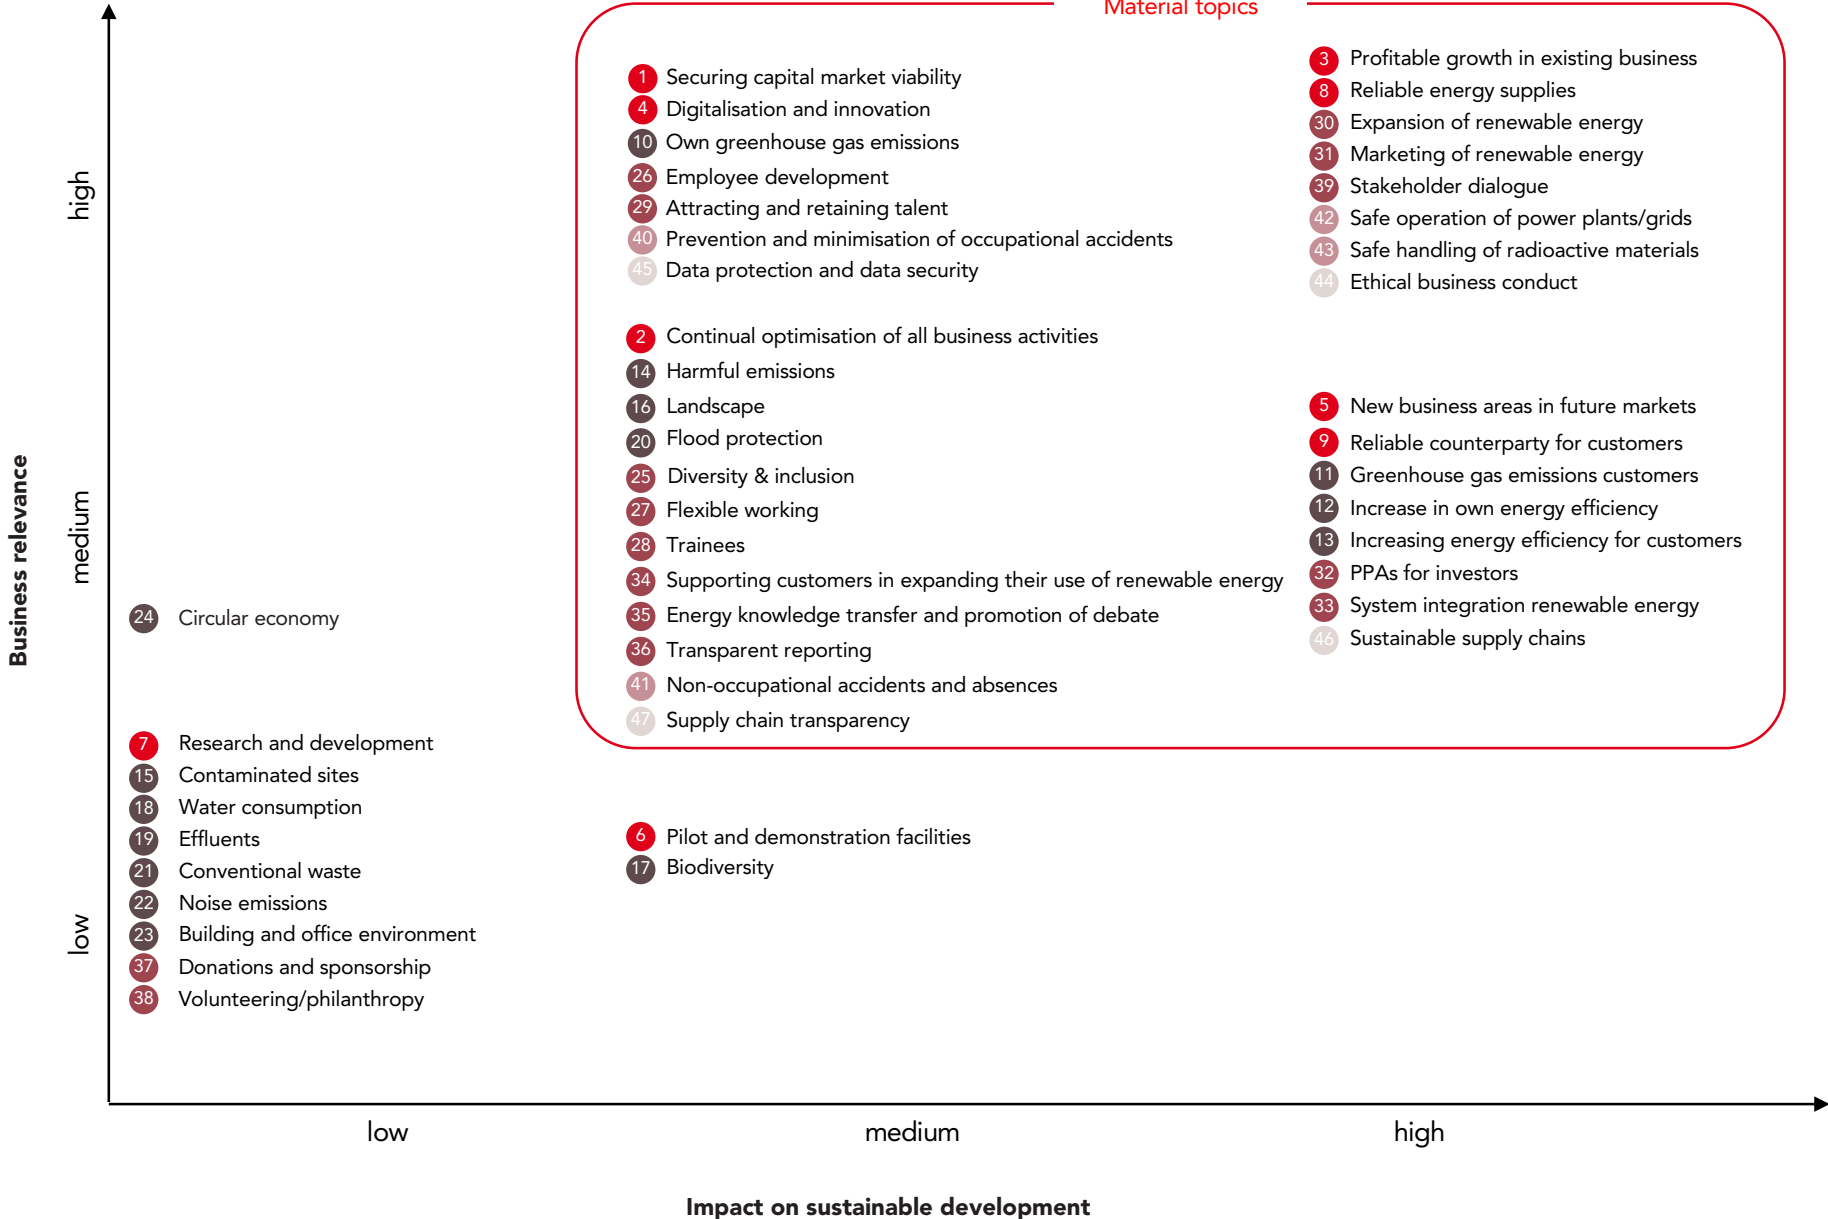 Material topics
high
1 Securing capital market viability
4 Digitalisation and innovation
10 Own greenhouse gas emissions
26 Employee development
29 Attracting and retaining talent
40 Prevention and minimisation of occupational accidents
45 Data protection and data security
3 Profitable growth in existing business
8 Reliable energy supplies
30 Expansion of renewable energy
31 Marketing of renewable energy
39 Stakeholder dialogue
42 Safe operation of power plants/grids
43 Safe handling of radioactive materials
44 Ethical business conduct
Business relevance
medium
24 Circular economy
2 Continual optimisation of all business activities
14 Harmful emissions
16 Landscape
20 Flood protection
25 Diversity & inclusion
27 Flexible working
28 Trainees
34 Supporting customers in expanding their use of renewable energy
35 Energy knowledge transfer and promotion of debate
36 Transparent reporting
41 Non-occupational accidents and absences
47 Supply chain transparency
5 New business areas in future markets
9 Reliable counterparty for customers
11 Greenhouse gas emissions customers
12 Increase in own energy efficiency
13 Increasing energy efficiency for customers
32 PPAs for investors
33 System integration renewable energy
46 Sustainable supply chains
low
7 Research and development
15 Contaminated sites
18 Water consumption
19 Effluents
21 Conventional waste
22 Noise emissions
23 Building and office environment
37 Donations and sponsorship
38 Volunteering/philanthropy
6 Pilot and demonstration facilities
17 Biodiversity
low
medium
high
Impact on sustainable development